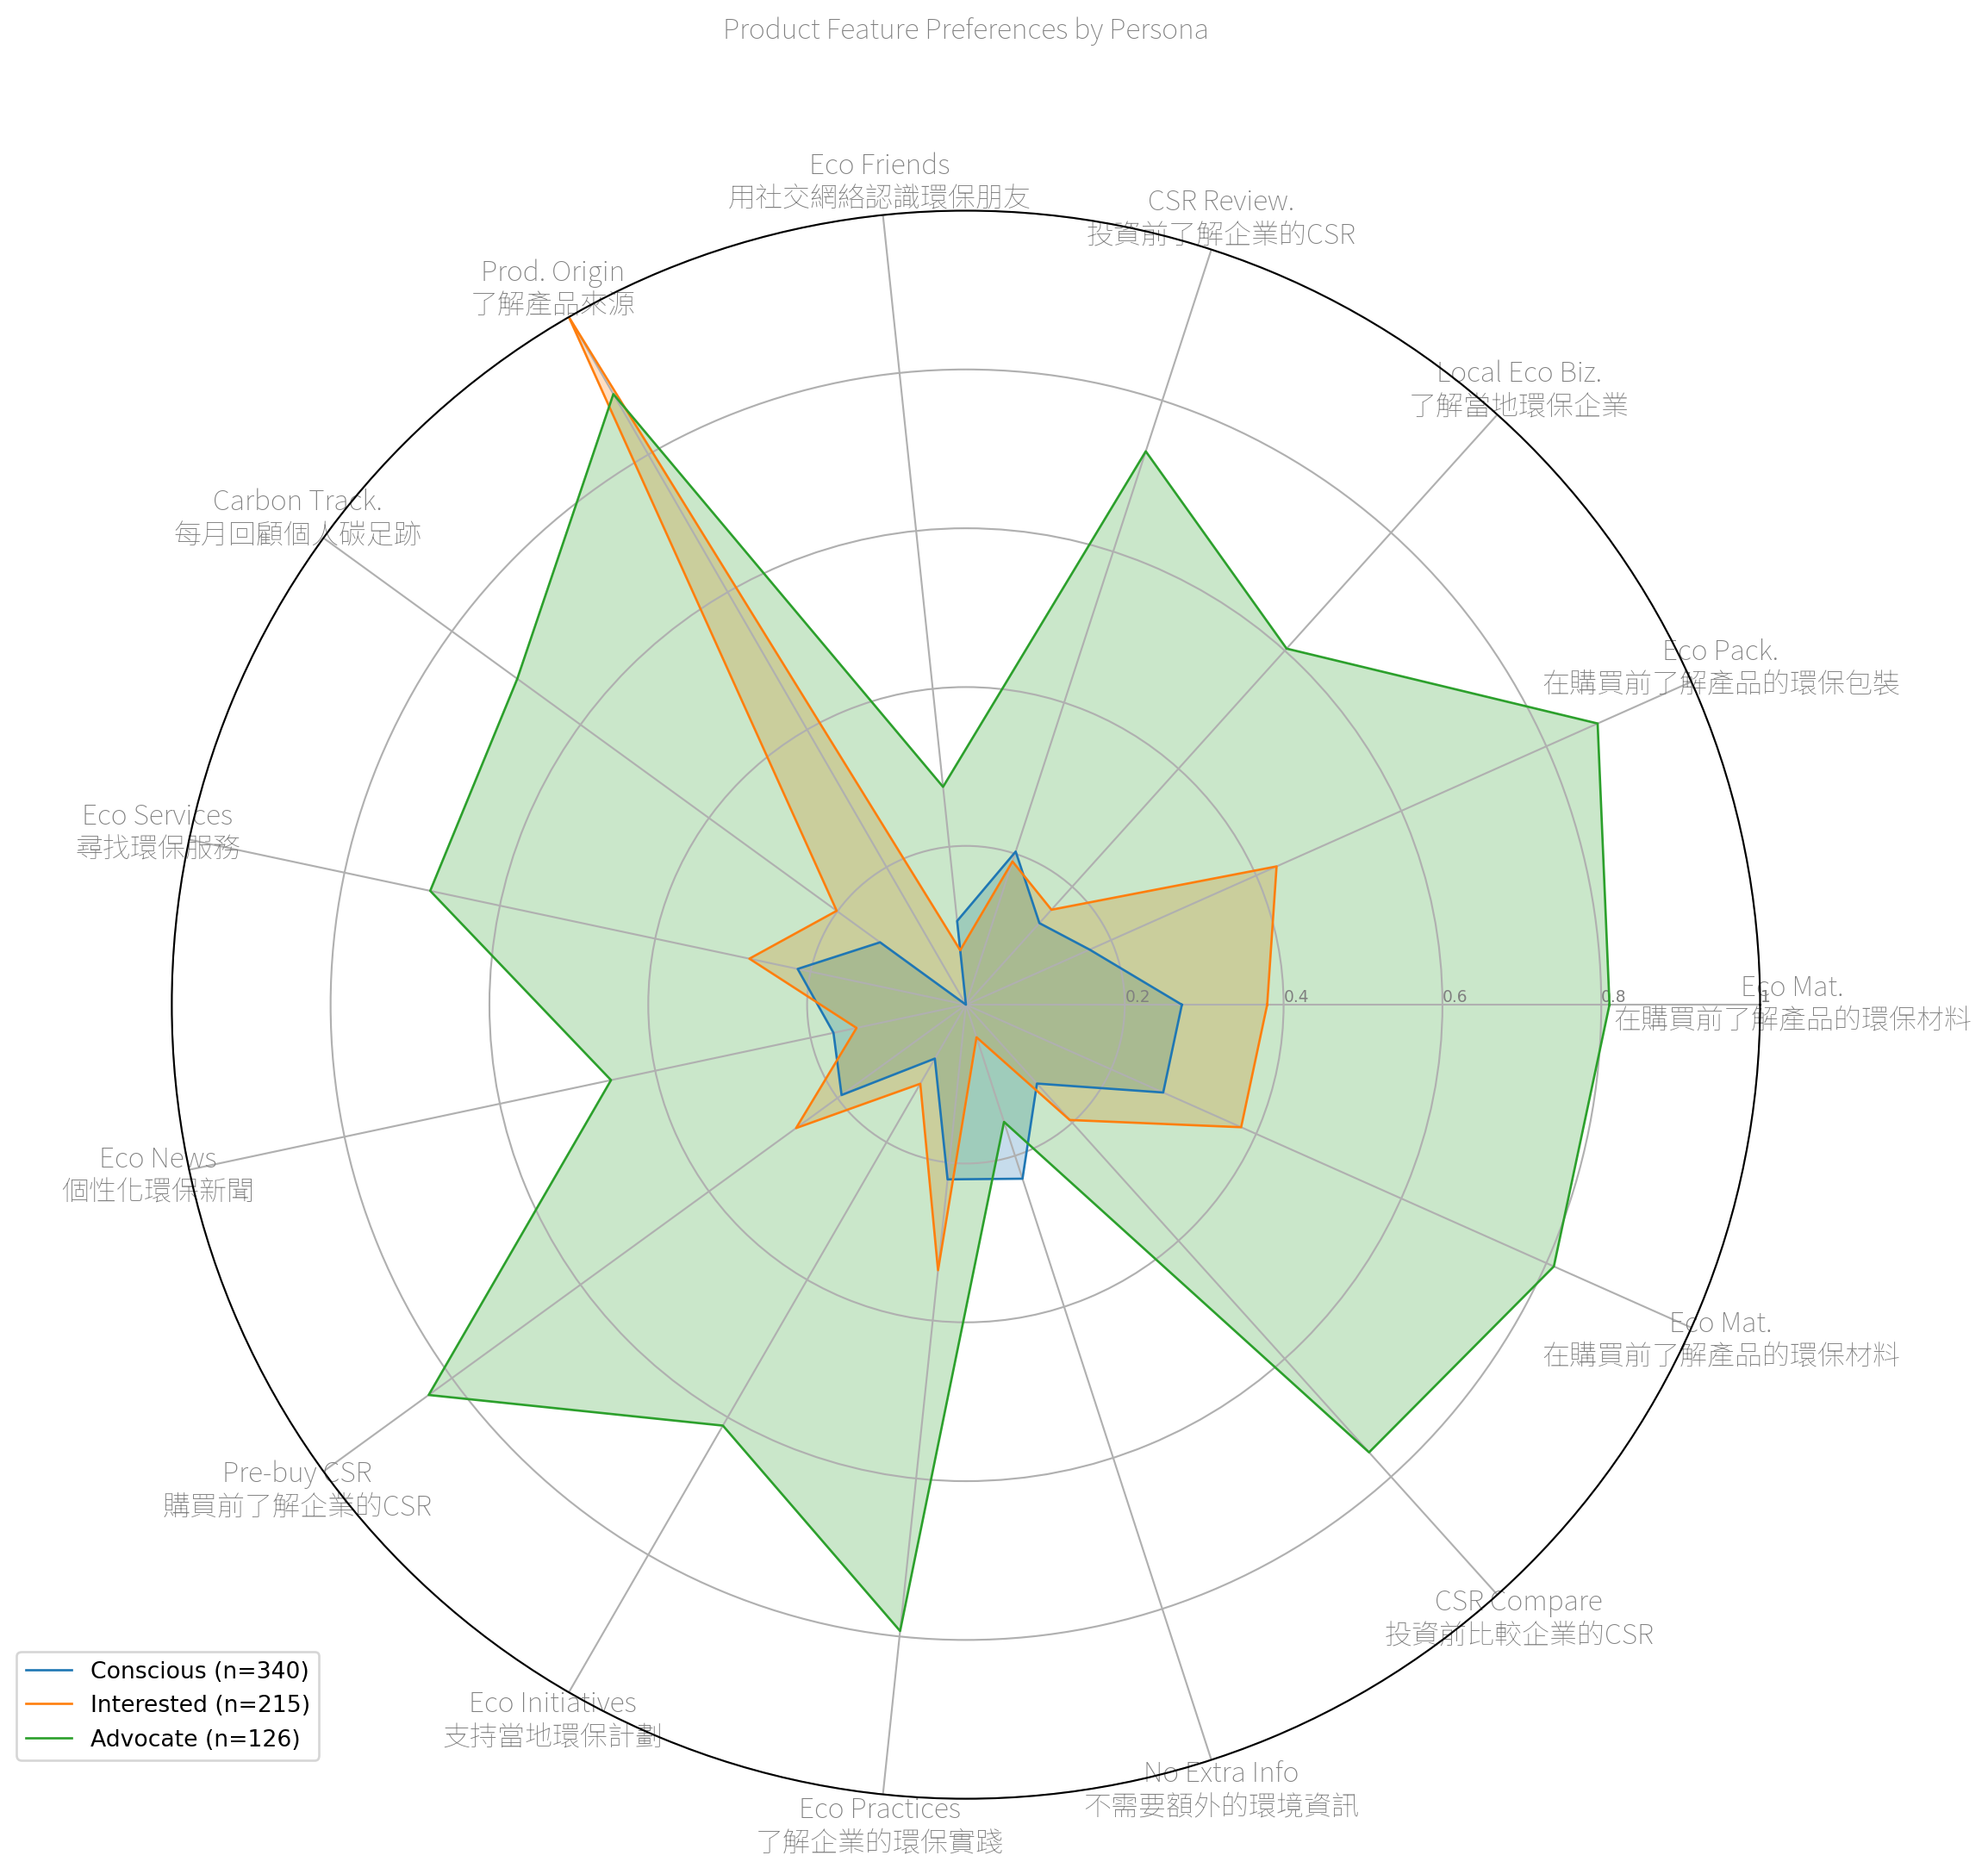 Product Feature Preferences by Persona
Eco Friends
用社交網絡認識環保朋友
CSR Review.
投資前了解企業的CSR
Prod. Origin
了解產品來源
Local Eco Biz.
了解當地環保企業
Carbon Track.
每月回顧個人碳足跡
Eco Pack.
在購買前了解產品的環保包裝
Eco Services
尋找環保服務
Eco Mat.
在購買前了解產品的環保材料
0.2
0.4
0.6
0.8
1
Eco News
個性化環保新聞
Eco Mat.
在購買前了解產品的環保材料
Pre-buy CSR
購買前了解企業的CSR
CSR Compare
投資前比較企業的CSR
Eco Initiatives
支持當地環保計劃
No Extra Info
不需要額外的環境資訊
Eco Practices
了解企業的環保實踐
Conscious (n=340)
Interested (n=215)
Advocate (n=126)